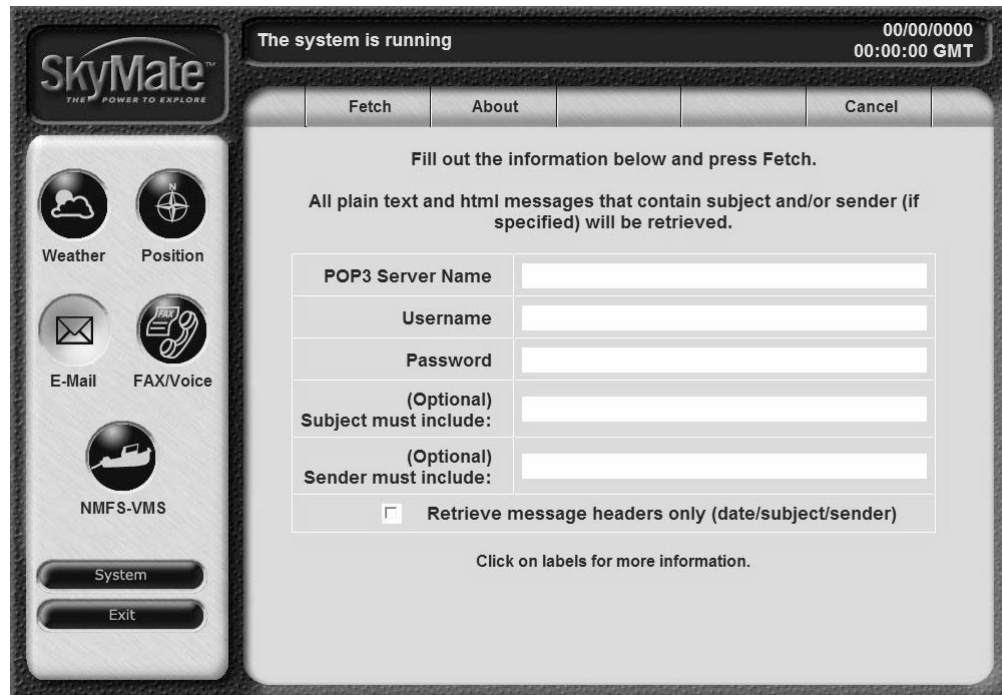 SkyMate™
THE POWER TO EXPLORE
The system is running
00/00/0000
00:00:00 GMT
Fetch
About
Cancel
Weather
Position
N
E-Mail
FAX/Voice
FAX
NMFS-VMS
System
Exit
Fill out the information below and press Fetch.
All plain text and html messages that contain subject and/or sender (if
specified) will be retrieved.
POP3 Server Name
Username
Password
(Optional)
Subject must include:
(Optional)
Sender must include:
Retrieve message headers only (date/subject/sender)
Click on labels for more information.